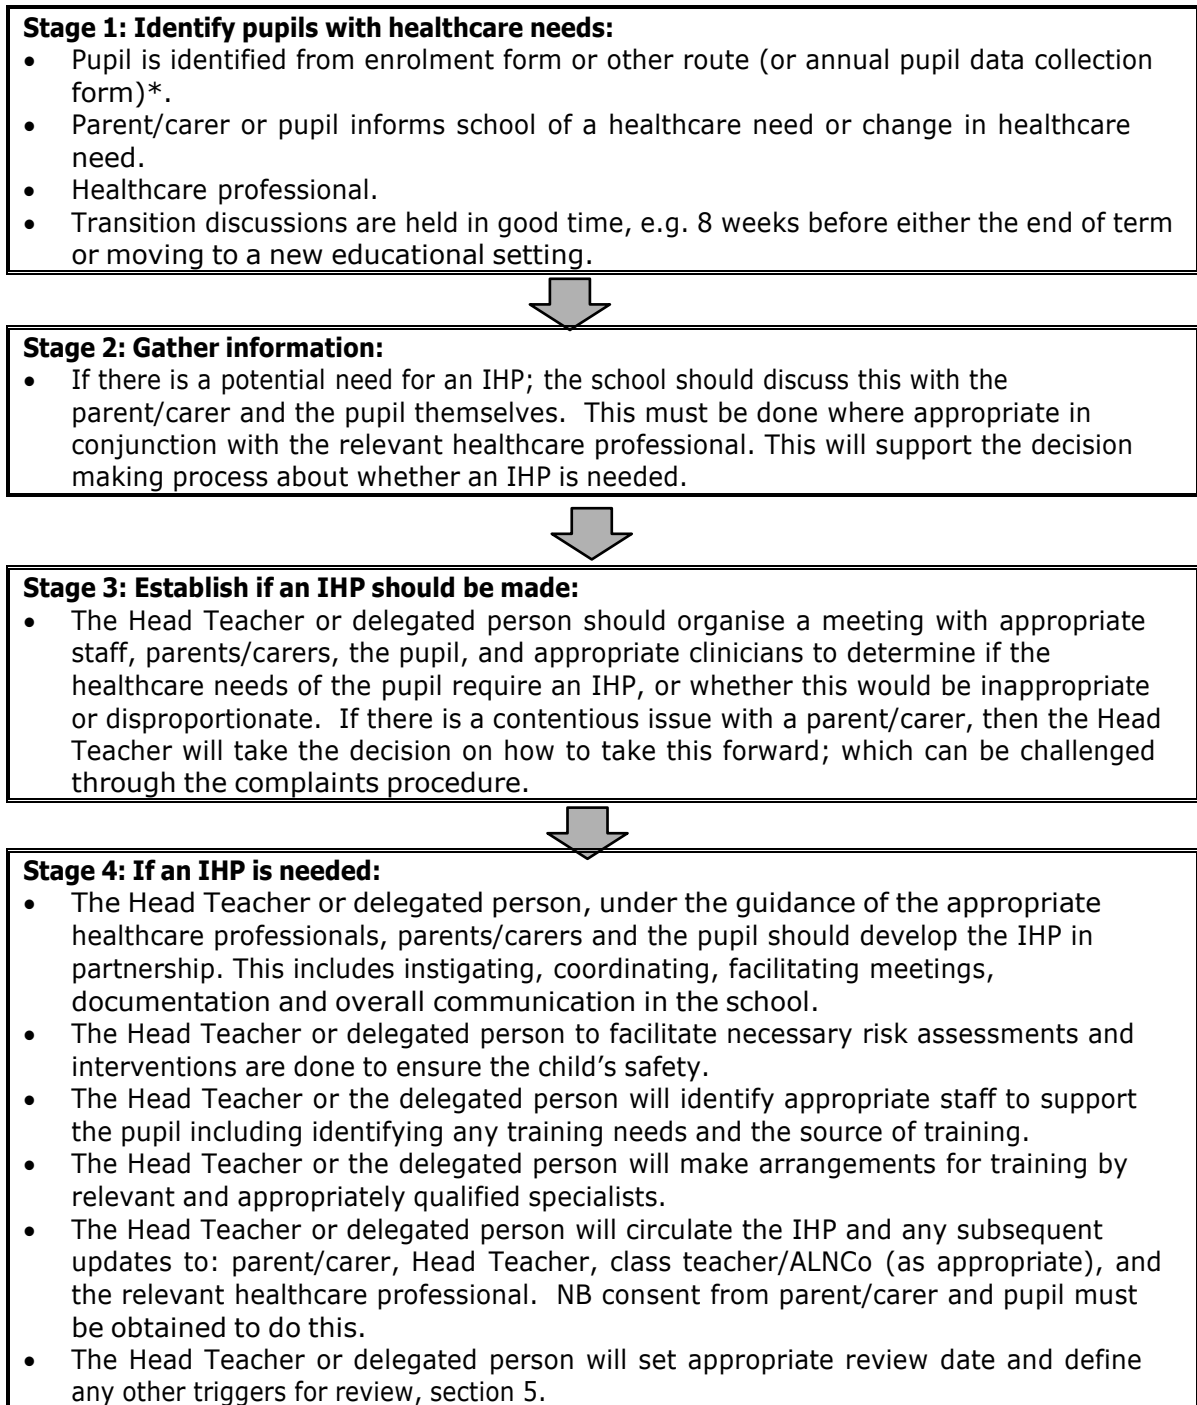 Stage 1: Identify pupils with healthcare needs:
• Pupil is identified from enrolment form or other route (or annual pupil data collection
form)*.
• Parent/carer or pupil informs school of a healthcare need or change in healthcare
need.
• Healthcare professional.
• Transition discussions are held in good time, e.g. 8 weeks before either the end of term
or moving to a new educational setting.
Stage 2: Gather information:
• If there is a potential need for an IHP; the school should discuss this with the
parent/carer and the pupil themselves. This must be done where appropriate in
conjunction with the relevant healthcare professional. This will support the decision
making process about whether an IHP is needed.
Stage 3: Establish if an IHP should be made:
• The Head Teacher or delegated person should organise a meeting with appropriate
staff, parents/carers, the pupil, and appropriate clinicians to determine if the
healthcare needs of the pupil require an IHP, or whether this would be inappropriate
or disproportionate. If there is a contentious issue with a parent/carer, then the Head
Teacher will take the decision on how to take this forward; which can be challenged
through the complaints procedure.
Stage 4: If an IHP is needed:
• The Head Teacher or delegated person, under the guidance of the appropriate
healthcare professionals, parents/carers and the pupil should develop the IHP in
partnership. This includes instigating, coordinating, facilitating meetings,
documentation and overall communication in the school.
• The Head Teacher or delegated person to facilitate necessary risk assessments and
interventions are done to ensure the child’s safety.
• The Head Teacher or the delegated person will identify appropriate staff to support
the pupil including identifying any training needs and the source of training.
• The Head Teacher or the delegated person will make arrangements for training by
relevant and appropriately qualified specialists.
• The Head Teacher or delegated person will circulate the IHP and any subsequent
updates to: parent/carer, Head Teacher, class teacher/ALNCo (as appropriate), and
the relevant healthcare professional. NB consent from parent/carer and pupil must
be obtained to do this.
• The Head Teacher or delegated person will set appropriate review date and define
any other triggers for review, section 5.